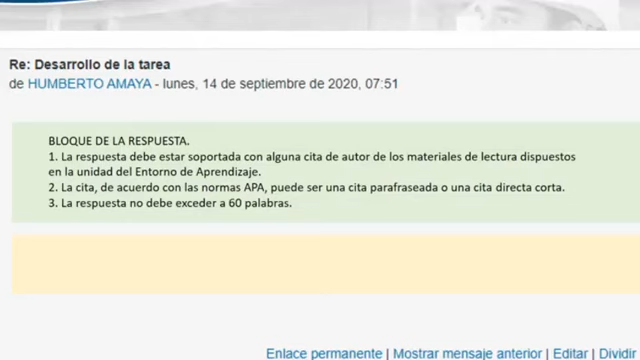 Re: Desarrollo de la tarea
de HUMBERTO AMAYA - lunes, 14 de septiembre de 2020, 07:51
BLOQUE DE LA RESPUESTA.
1. La respuesta debe estar soportada con alguna cita de autor de los materiales de lectura dispuestos
en la unidad del Entorno de Aprendizaje.
2. La cita, de acuerdo con las normas APA, puede ser una cita parafraseada o una cita directa corta.
3. La respuesta no debe exceder a 60 palabras.
Enlace permanente | Mostrar mensaje anterior | Editar | Dividir